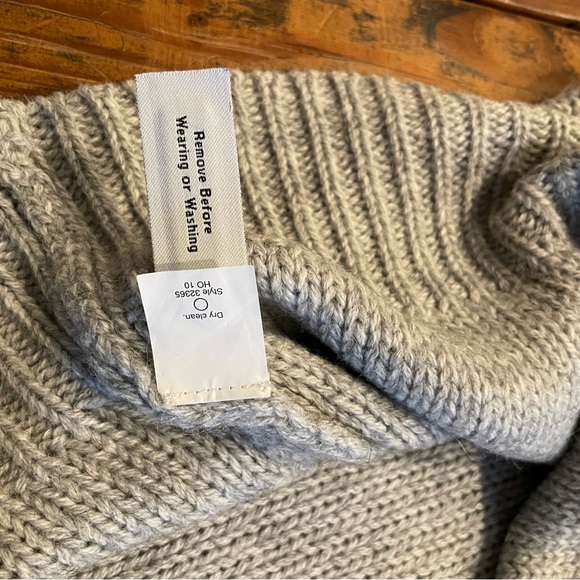 Remove Before
Wearing or Washing
Dry clean.
Style 32365
HO 10